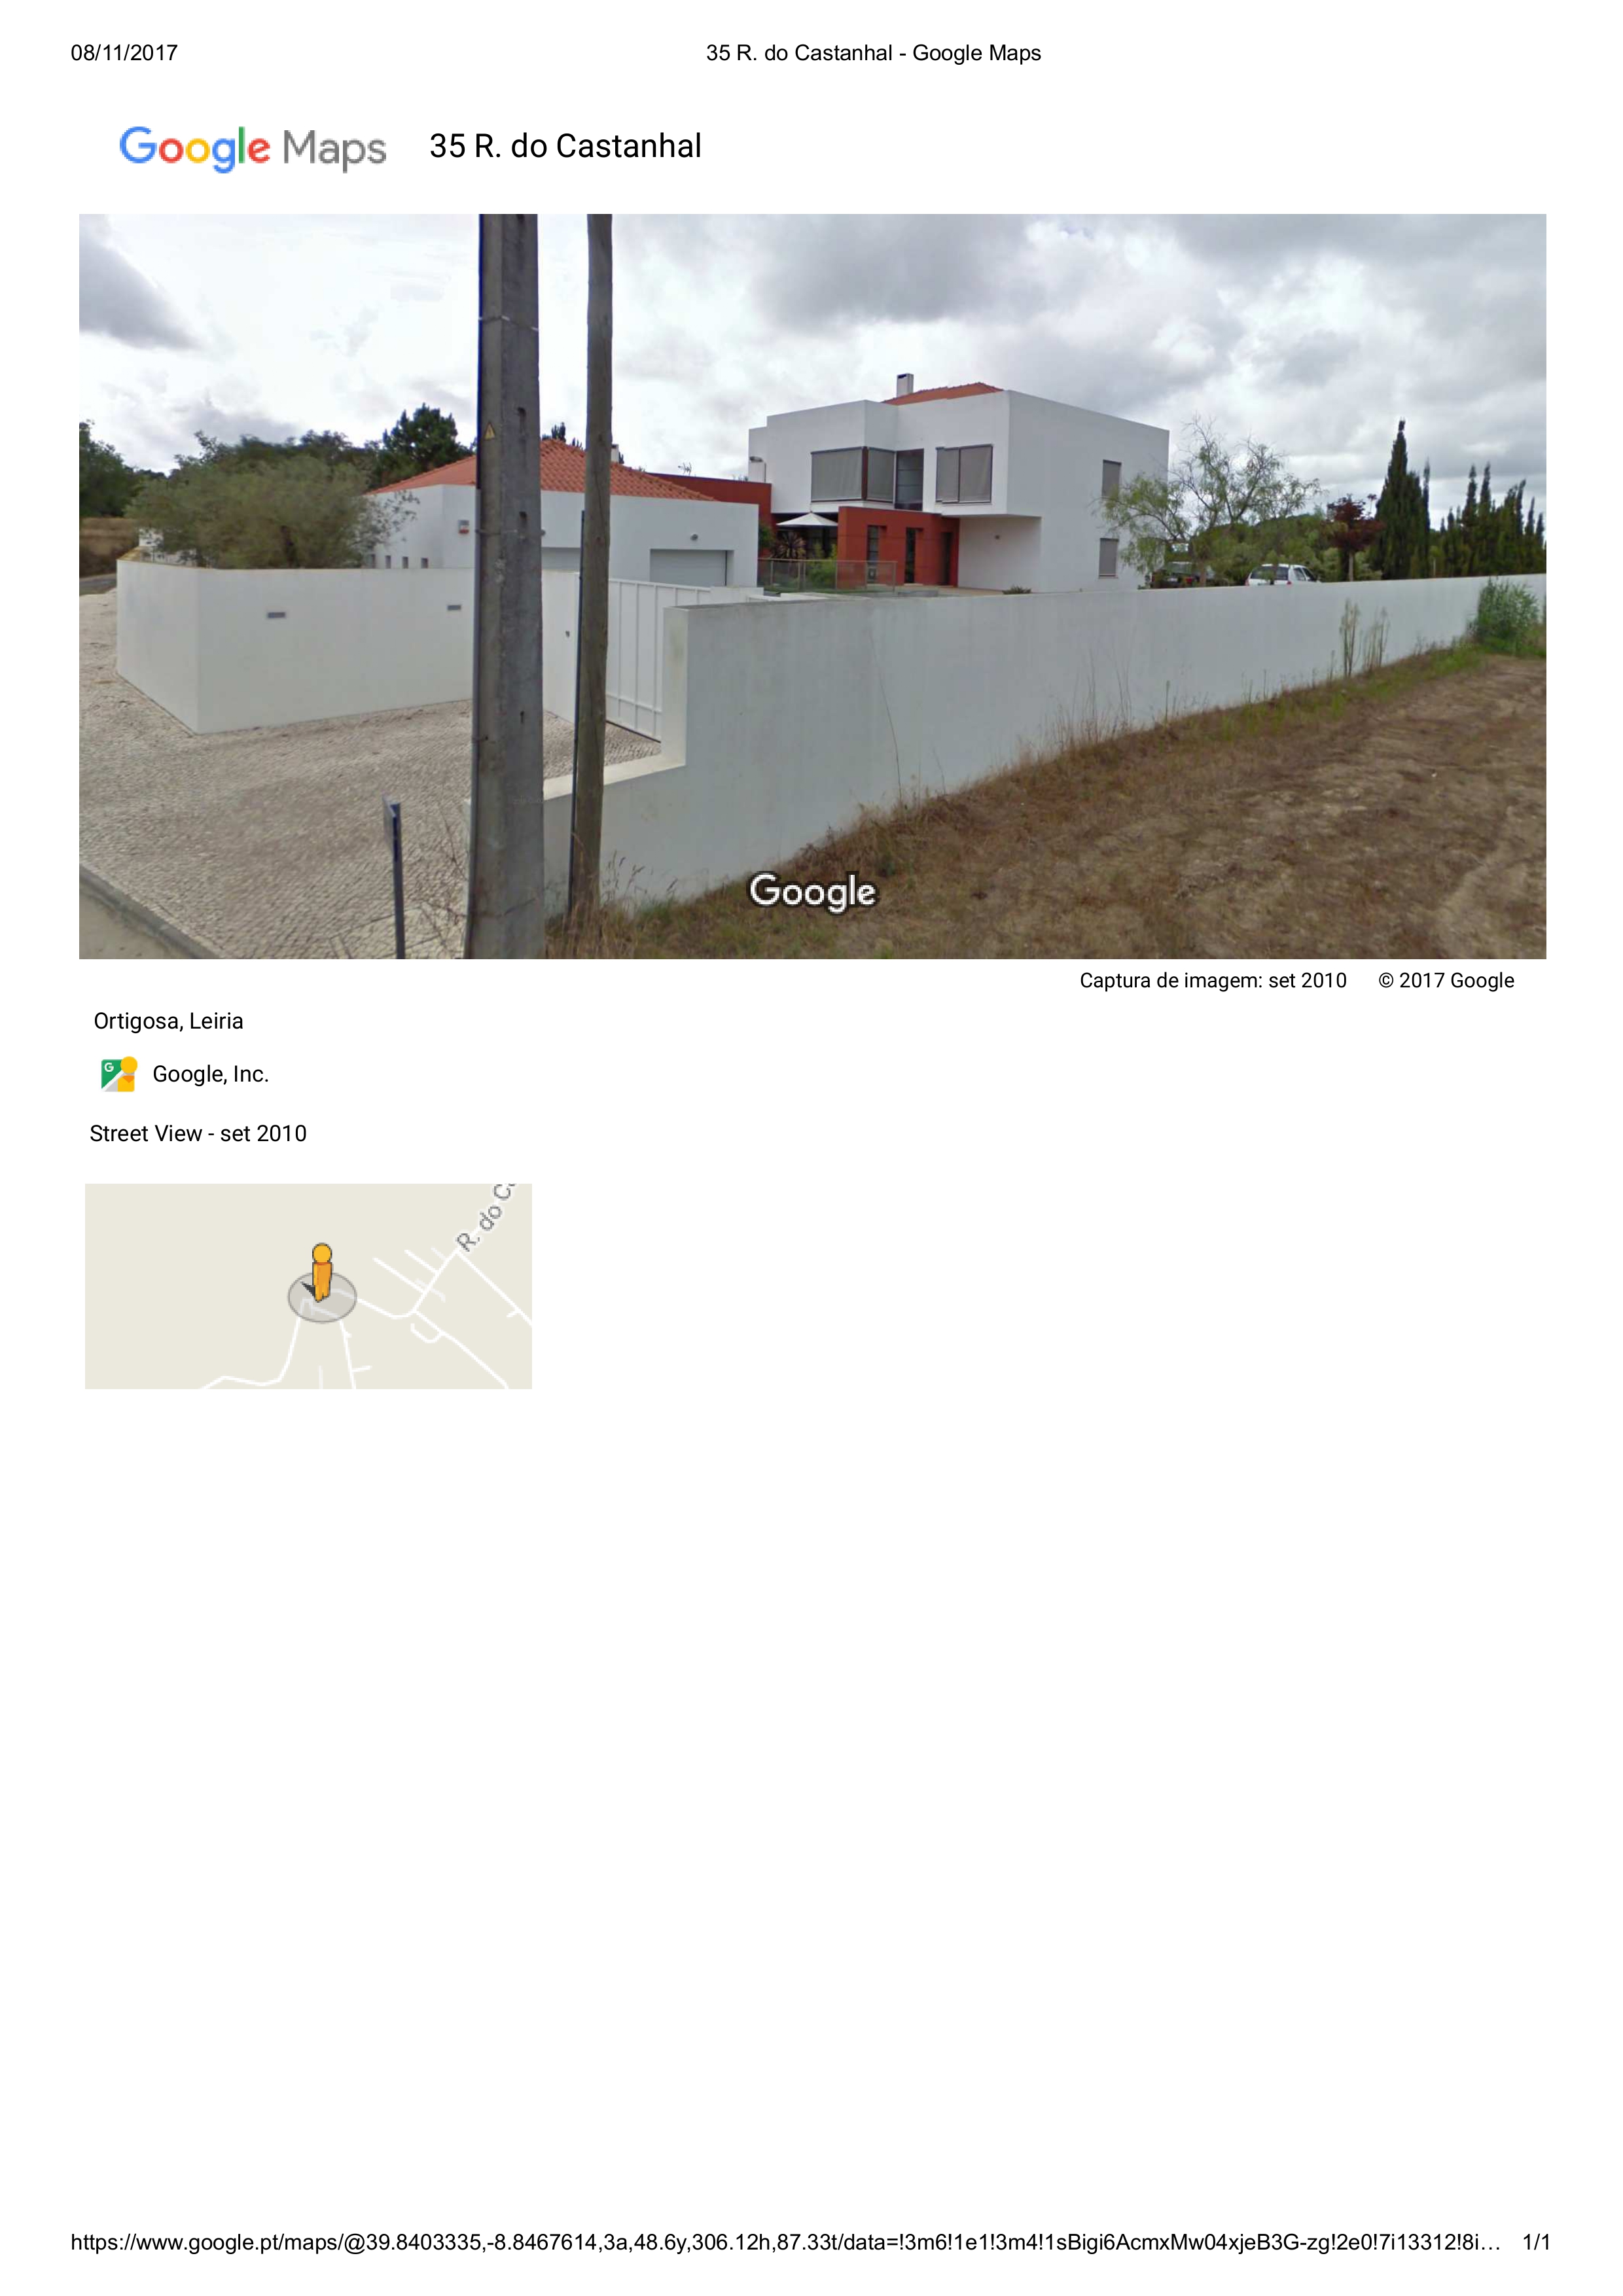 08/11/2017 35 R. do Castanhal - Google Maps
Google Maps 35 R. do Castanhal
Google
Captura de imagem: set 2010 © 2017 Google
Ortigosa, Leiria
G
Google, Inc.
Street View - set 2010
R. do C
https://www.google.pt/maps/@39.8403335,-8.8467614,3a,48.6y,306.12h,87.33t/data=!3m6!1e1!3m4!1sBigi6AcmxMw04xjeB3G-zg!2e0!7i13312!8i… 1/1